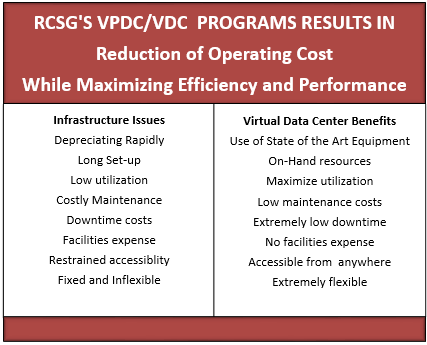 RCSG'S VPDC/VDC PROGRAMS RESULTS IN
Reduction of Operating Cost
While Maximizing Efficiency and Performance
Infrastructure Issues
Depreciating Rapidly
Long Set-up
Low utilization
Costly Maintenance
Downtime costs
Facilities expense
Restrained accessiblity
Fixed and Inflexible
Virtual Data Center Benefits
Use of State of the Art Equipment
On-Hand resources
Maximize utilization
Low maintenance costs
Extremely low downtime
No facilities expense
Accessible from anywhere
Extremely flexible